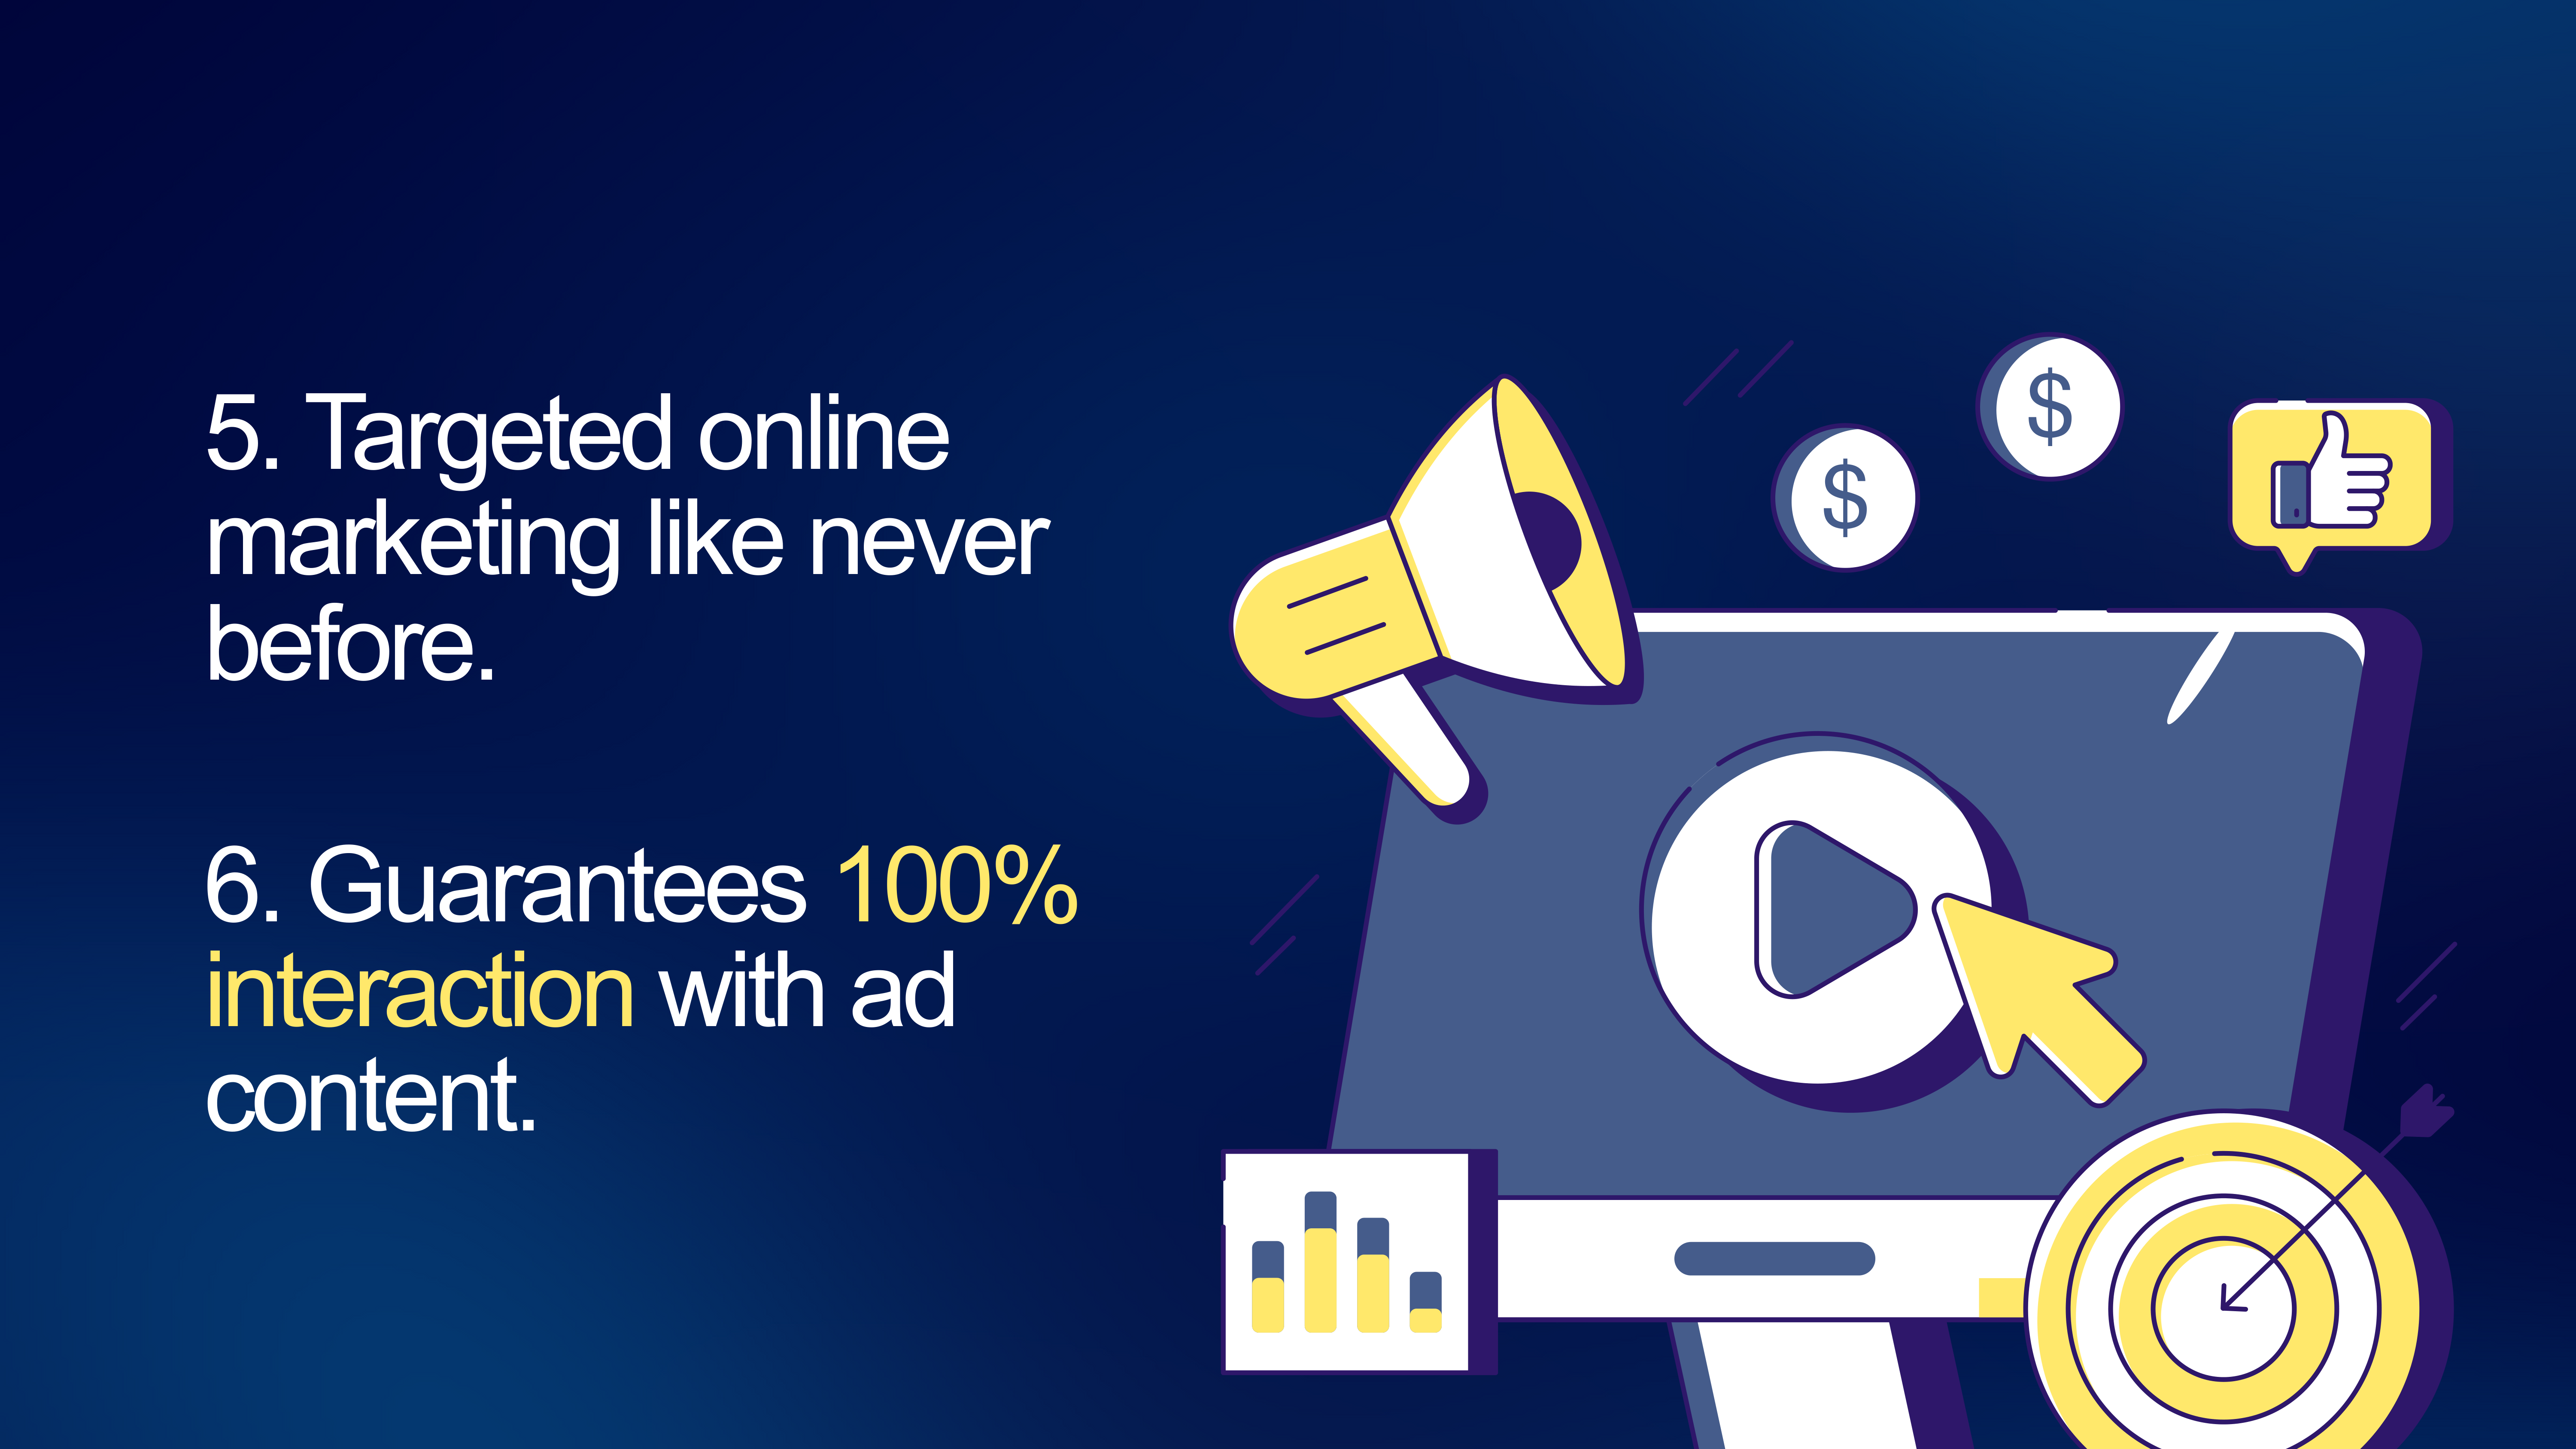 5. Targeted online
marketing like never
before.
6. Guarantees 100%
interaction with ad
content.
$
$